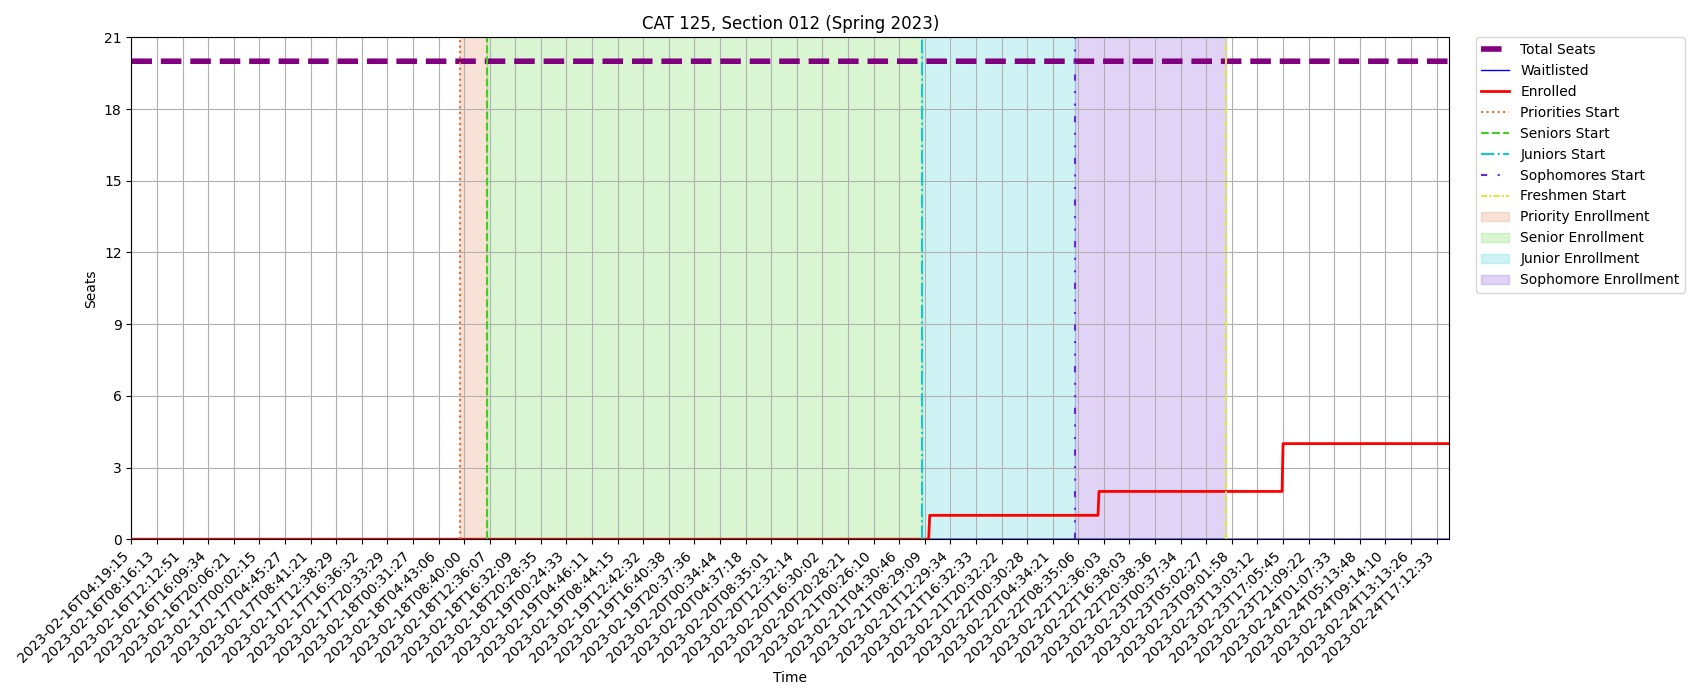 CAT 125, Section 012 (Spring 2023)
21
18
15
12
9
6
3
0
Seats
Total Seats
Waitlisted
Enrolled
Priorities Start
Seniors Start
Juniors Start
Sophomores Start
Freshmen Start
Priority Enrollment
Senior Enrollment
Junior Enrollment
Sophomore Enrollment
2023-02-16T04:19:15
2023-02-16T08:16:13
2023-02-16T12:12:51
2023-02-16T16:09:34
2023-02-16T20:06:21
2023-02-17T00:02:15
2023-02-17T04:45:27
2023-02-17T08:41:21
2023-02-17T12:38:29
2023-02-17T16:36:32
2023-02-17T20:33:29
2023-02-18T00:31:27
2023-02-18T04:43:06
2023-02-18T08:40:00
2023-02-18T12:36:07
2023-02-18T16:32:09
2023-02-18T20:28:35
2023-02-19T00:24:33
2023-02-19T04:46:11
2023-02-19T08:44:15
2023-02-19T12:42:32
2023-02-19T16:40:38
2023-02-19T20:37:36
2023-02-20T00:34:44
2023-02-20T04:37:18
2023-02-20T08:35:01
2023-02-20T12:32:14
2023-02-20T16:30:02
2023-02-20T20:28:21
2023-02-21T00:26:10
2023-02-21T04:30:46
2023-02-21T08:29:09
2023-02-21T12:29:34
2023-02-21T16:32:33
2023-02-21T20:32:22
2023-02-22T00:30:28
2023-02-22T04:34:21
2023-02-22T08:35:06
2023-02-22T12:36:03
2023-02-22T16:38:03
2023-02-22T20:38:36
2023-02-23T00:37:34
2023-02-23T05:02:27
2023-02-23T09:01:58
2023-02-23T13:03:12
2023-02-23T17:05:45
2023-02-23T21:09:22
2023-02-24T01:07:33
2023-02-24T05:13:48
2023-02-24T09:14:10
2023-02-24T13:13:26
2023-02-24T17:12:33
Time